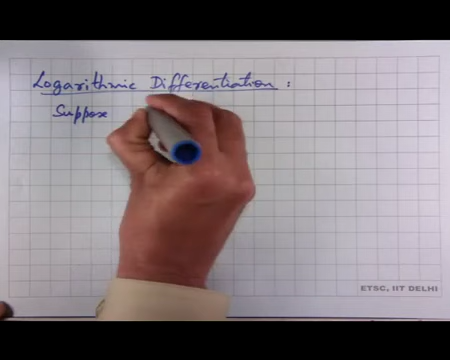 Logarithmic Differentiation :
Suppose
ETSC, IIT DELHI